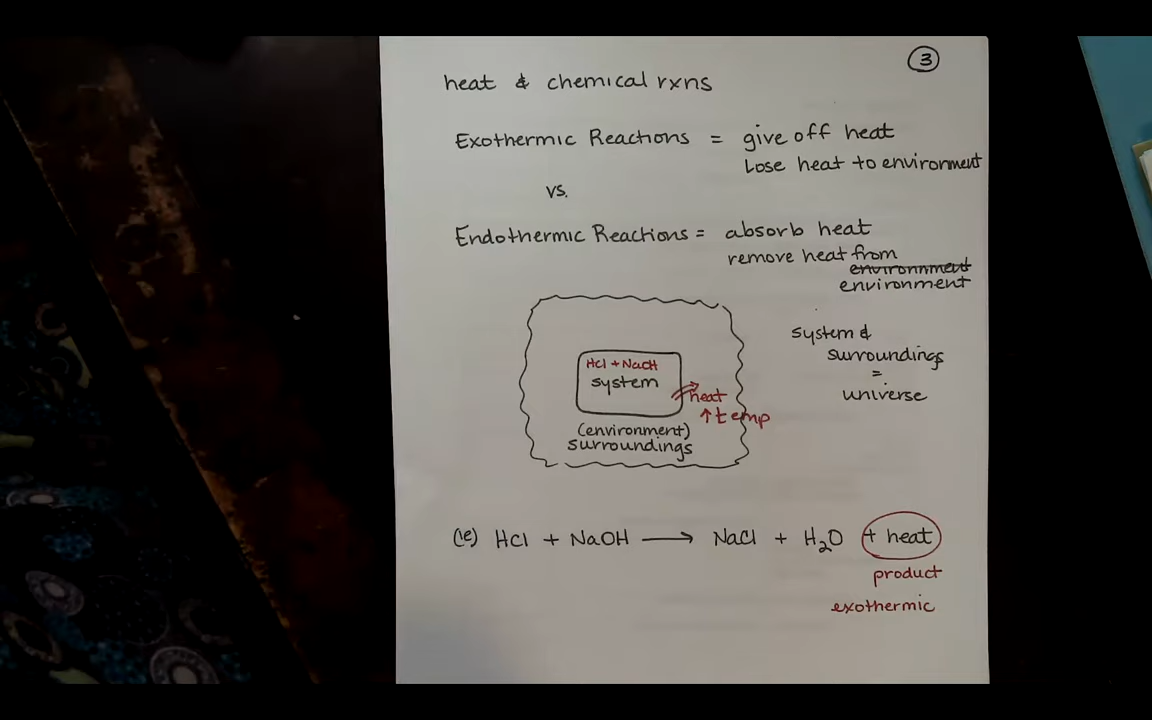 3
heat & chemical rxns
Exothermic Reactions = give off heat
Lose heat to environment
vs.
Endothermic Reactions = absorb heat
remove heat from
environnment
environment
system &
surroundings
=
universe
HCl + NaOH
system
heat
↑temp
(environment)
surroundings
(ie) HCl + NaOH ⟶ NaCl + H₂O + heat
product
exothermic